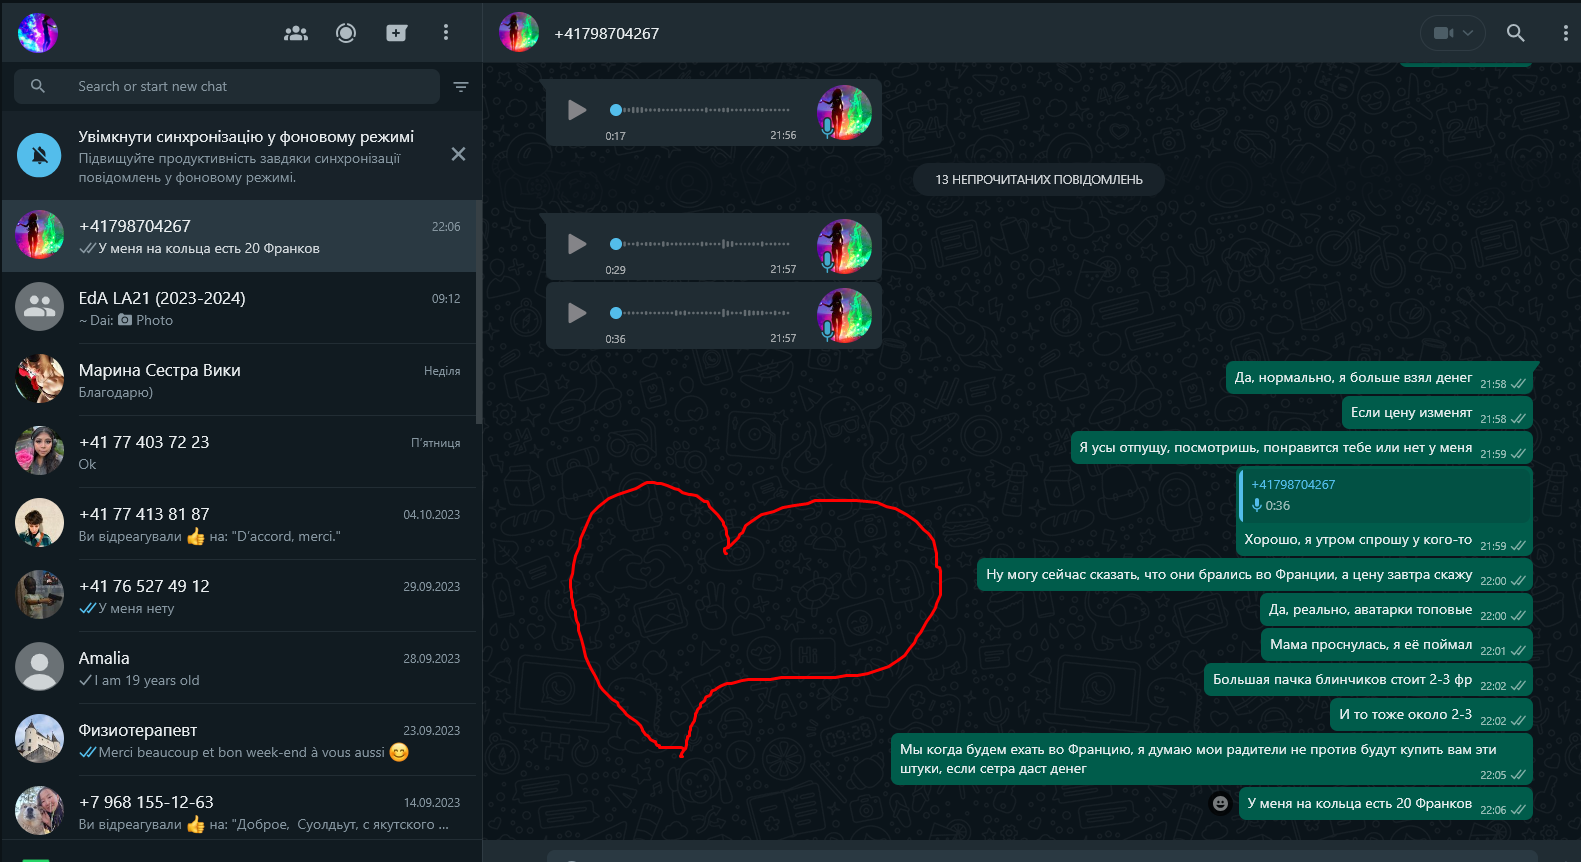 +41798704267
Search or start new chat
Увімкнути синхронізацію у фоновому режимі
Підвищуйте продуктивність завдяки синхронізації
повідомлень у фоновому режимі.
+41798704267
22:06
У меня на кольца есть 20 Франков
EdA LA21 (2023-2024)
09:12
~ Dai: Photo
Марина Сестра Вики
Неділя
Благодарю)
+41 77 403 72 23
П'ятниця
Ok
+41 77 413 81 87
04.10.2023
Ви відреагували 👍 на: "D'accord, merci."
+41 76 527 49 12
29.09.2023
У меня нету
Amalia
28.09.2023
I am 19 years old
Физиотерапевт
23.09.2023
Merci beaucoup et bon week-end à vous aussi 😊
+7 968 155-12-63
14.09.2023
Ви відреагували 👍 на: "Доброе, Суолдьут, с якутского ...
0:17
21:56
13 НЕПРОЧИТАНИХ ПОВІДОМЛЕНЬ
0:29
21:57
0:36
21:57
Да, нормально, я больше взял денег 21:58
Если цену изменят 21:58
Я усы отпущу, посмотришь, понравится тебе или нет у меня 21:59
+41798704267
0:36
Хорошо, я утром спрошу у кого-то 21:59
Ну могу сейчас сказать, что они брались во Франции, а цену завтра скажу 22:00
Да, реально, аватарки топовые 22:00
Мама проснулась, я её поймал 22:01
Большая пачка блинчиков стоит 2-3 фр 22:02
И то тоже около 2-3 22:02
Мы когда будем ехать во Францию, я думаю мои радители не против будут купить вам эти
штуки, если сетра даст денег
22:05
У меня на кольца есть 20 Франков 22:06